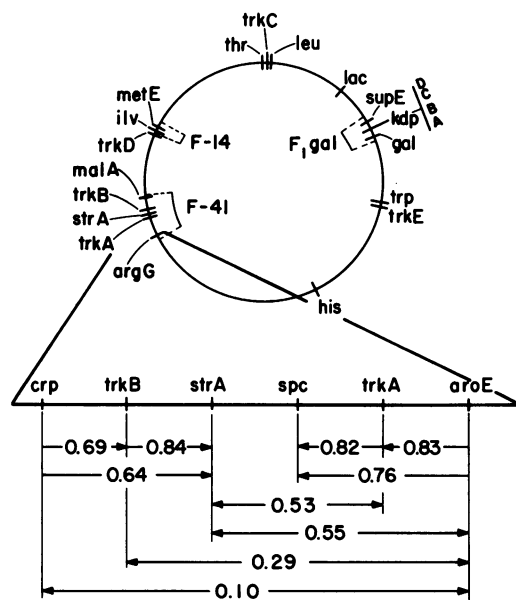 trkC
thr leu
lac
metE
ilv
trkD
F-14
supE
kdp
D C B A
F₁gal
gal
malA
trkB
strA
trkA
F-41
argG
trp
trkE
his
crp trkB strA spc trkA aroE
0.69 0.84 0.82 0.83
0.64 0.76
0.53
0.55
0.29
0.10